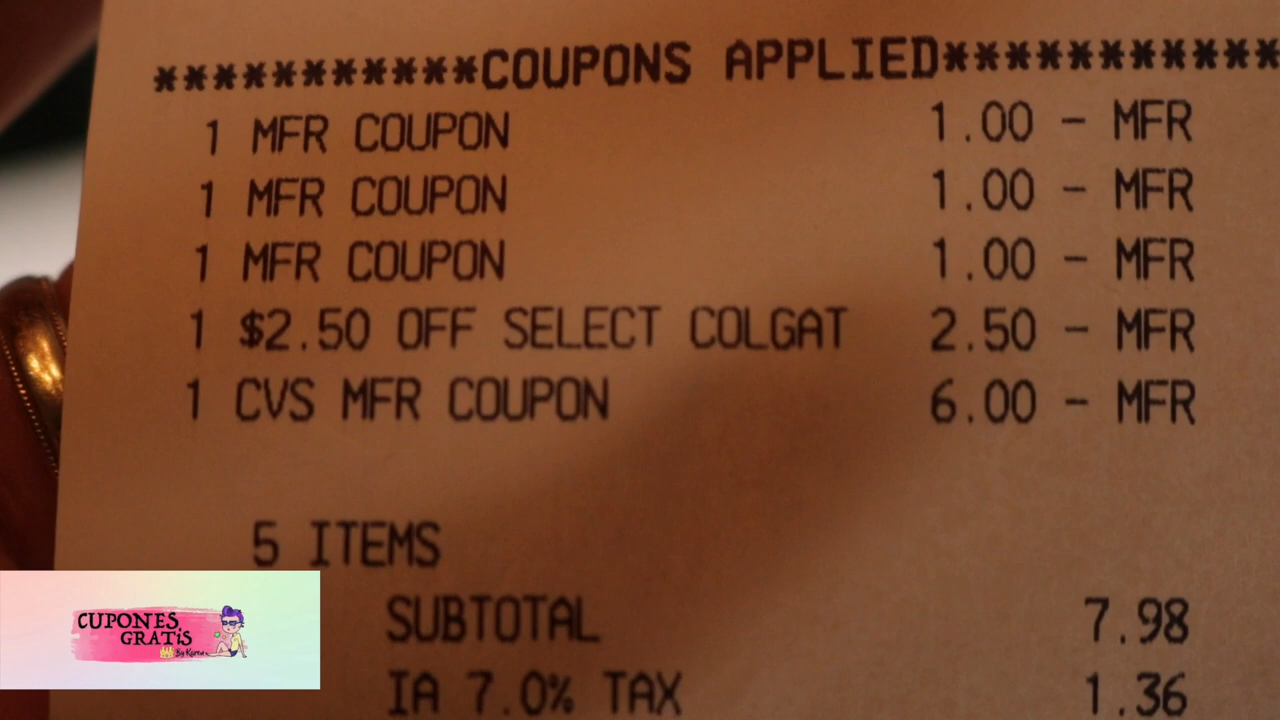 ***********COUPONS APPLIED************
1 MFR COUPON 1.00 - MFR
1 MFR COUPON 1.00 - MFR
1 MFR COUPON 1.00 - MFR
1 $2.50 OFF SELECT COLGAT 2.50 - MFR
1 CVS MFR COUPON 6.00 - MFR
5 ITEMS
SUBTOTAL 7.98
IA 7.0% TAX 1.36
CUPONES
GRATiS
By Karen